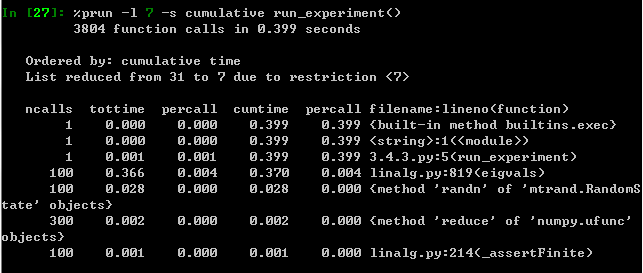 In [27]: %prun -l 7 -s cumulative run_experiment()
3804 function calls in 0.399 seconds
Ordered by: cumulative time
List reduced from 31 to 7 due to restriction <7>
ncalls tottime percall cumtime percall filename:lineno(function)
1 0.000 0.000 0.399 0.399 {built-in method builtins.exec}
1 0.000 0.000 0.399 0.399 <string>:1(<module>)
1 0.001 0.001 0.399 0.399 3.4.3.py:5(run_experiment)
100 0.366 0.004 0.370 0.004 linalg.py:819(eigvals)
100 0.028 0.000 0.028 0.000 {method 'randn' of 'mtrand.RandomS
tate' objects}
300 0.002 0.000 0.002 0.000 {method 'reduce' of 'numpy.ufunc'
objects}
100 0.001 0.000 0.001 0.000 linalg.py:214(_assertFinite)